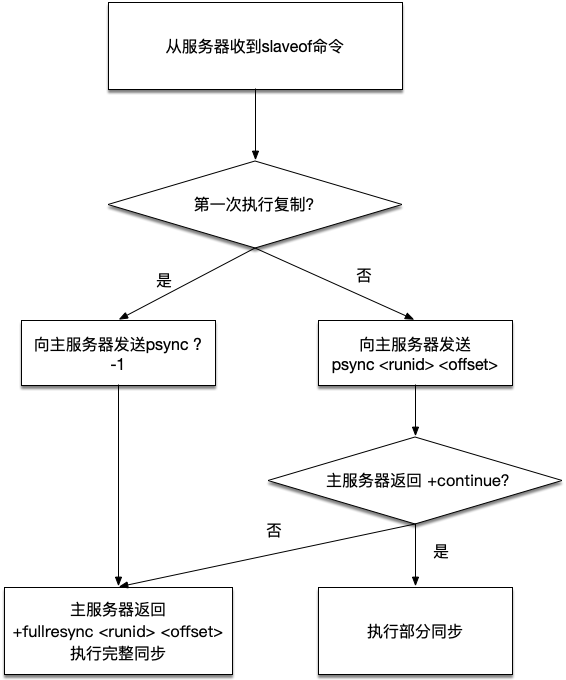 从服务器收到slaveof命令
第一次执行复制?
是
否
向主服务器发送psync ?
-1
向主服务器发送
psync <runid> <offset>
主服务器返回 +continue?
否
是
主服务器返回
+fullresync <runid> <offset>
执行完整同步
执行部分同步